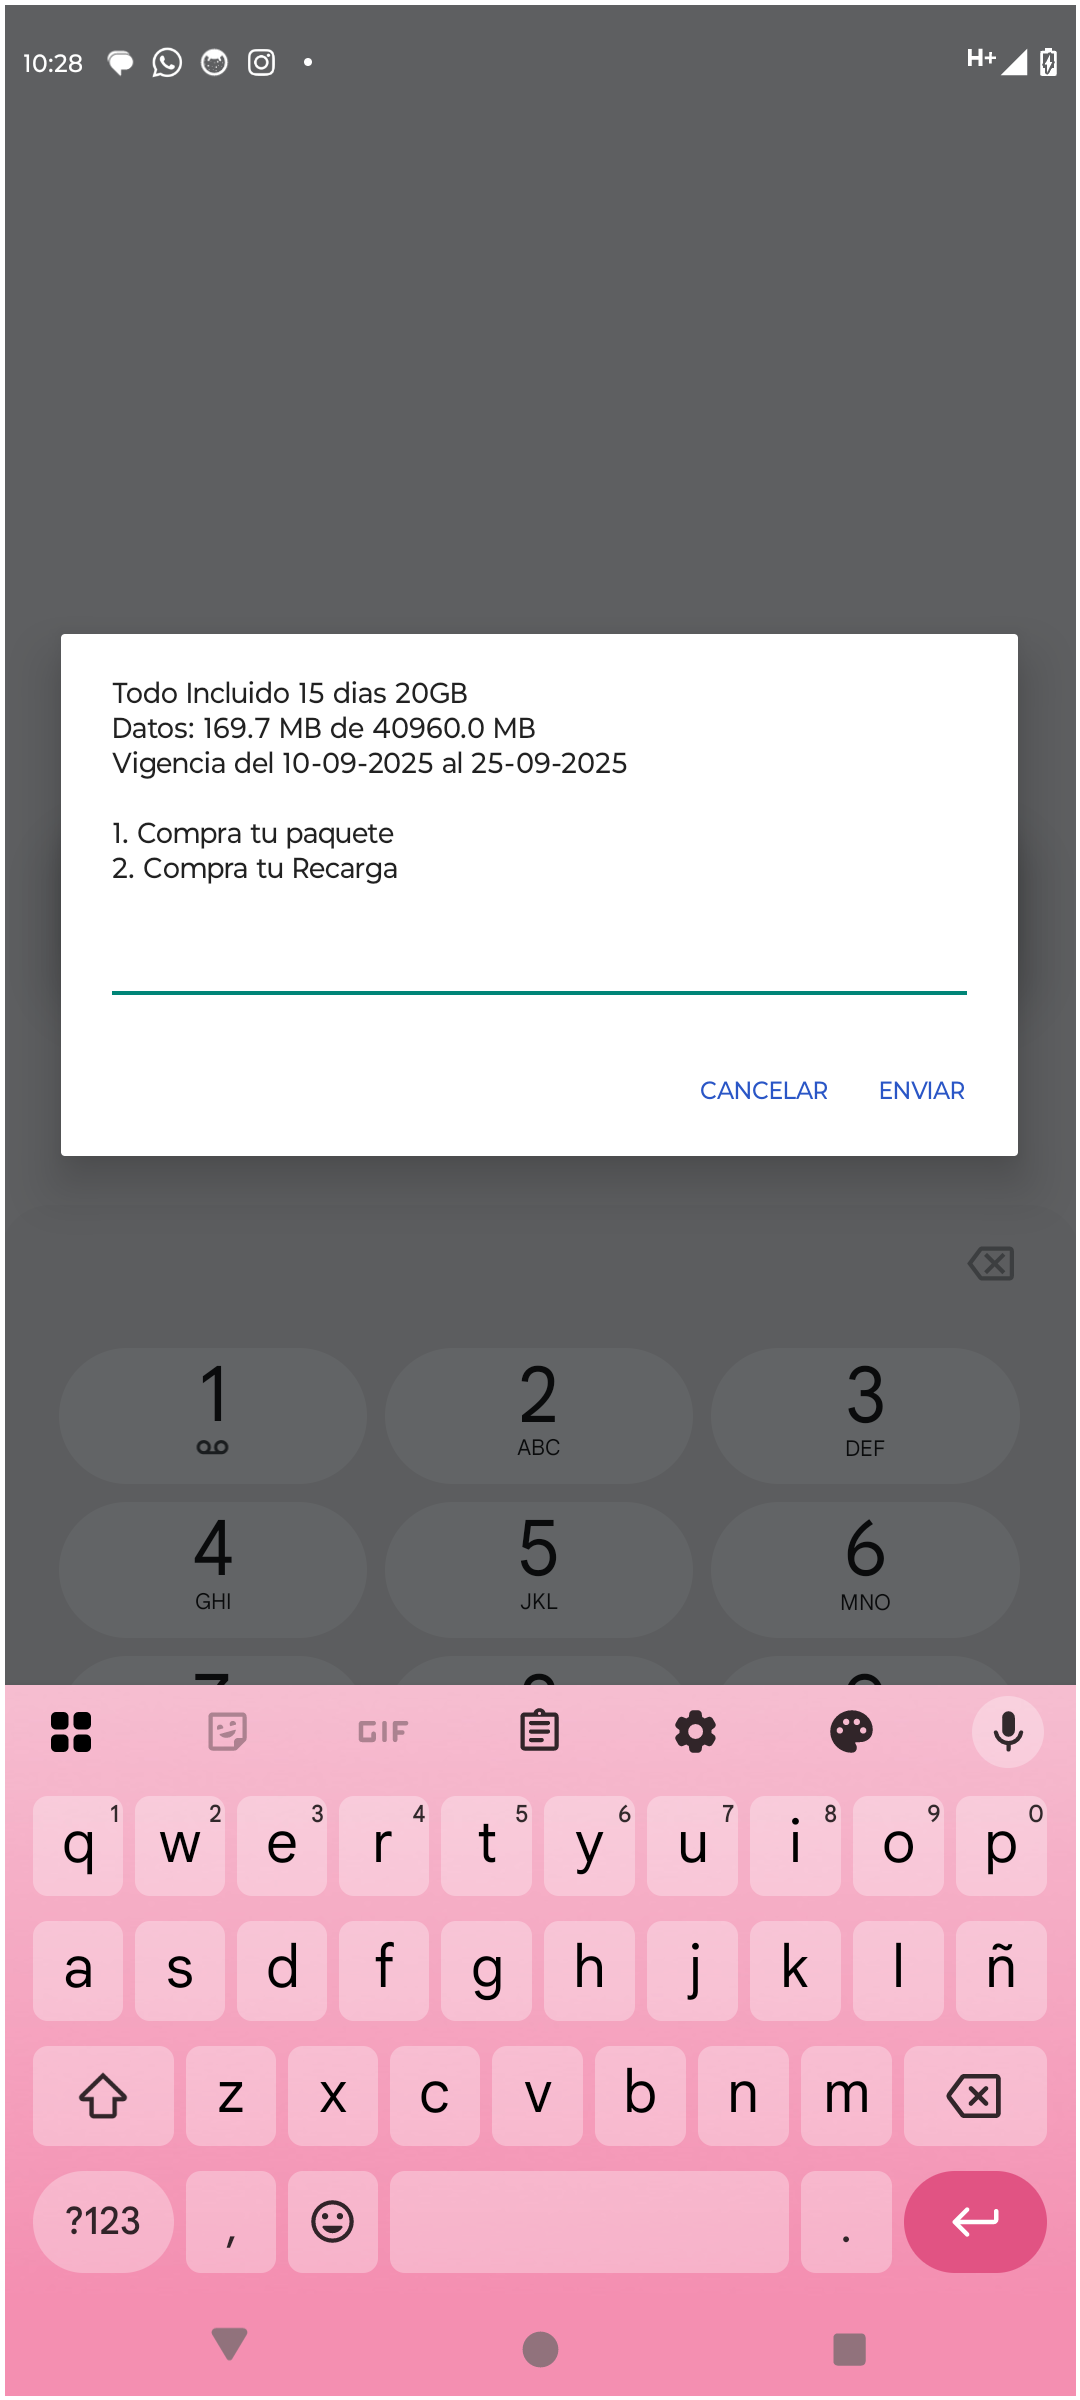 10:28
H+
Todo Incluido 15 dias 20GB
Datos: 169.7 MB de 40960.0 MB
Vigencia del 10-09-2025 al 25-09-2025
1. Compra tu paquete
2. Compra tu Recarga
CANCELAR ENVIAR
1 2 3
ABC DEF
4 5 6
GHI JKL MNO
GIF
1 2 3 4 5 6 7 8 9 0
q w e r t y u i o p
a s d f g h j k l ñ
z x c v b n m
?123 , .